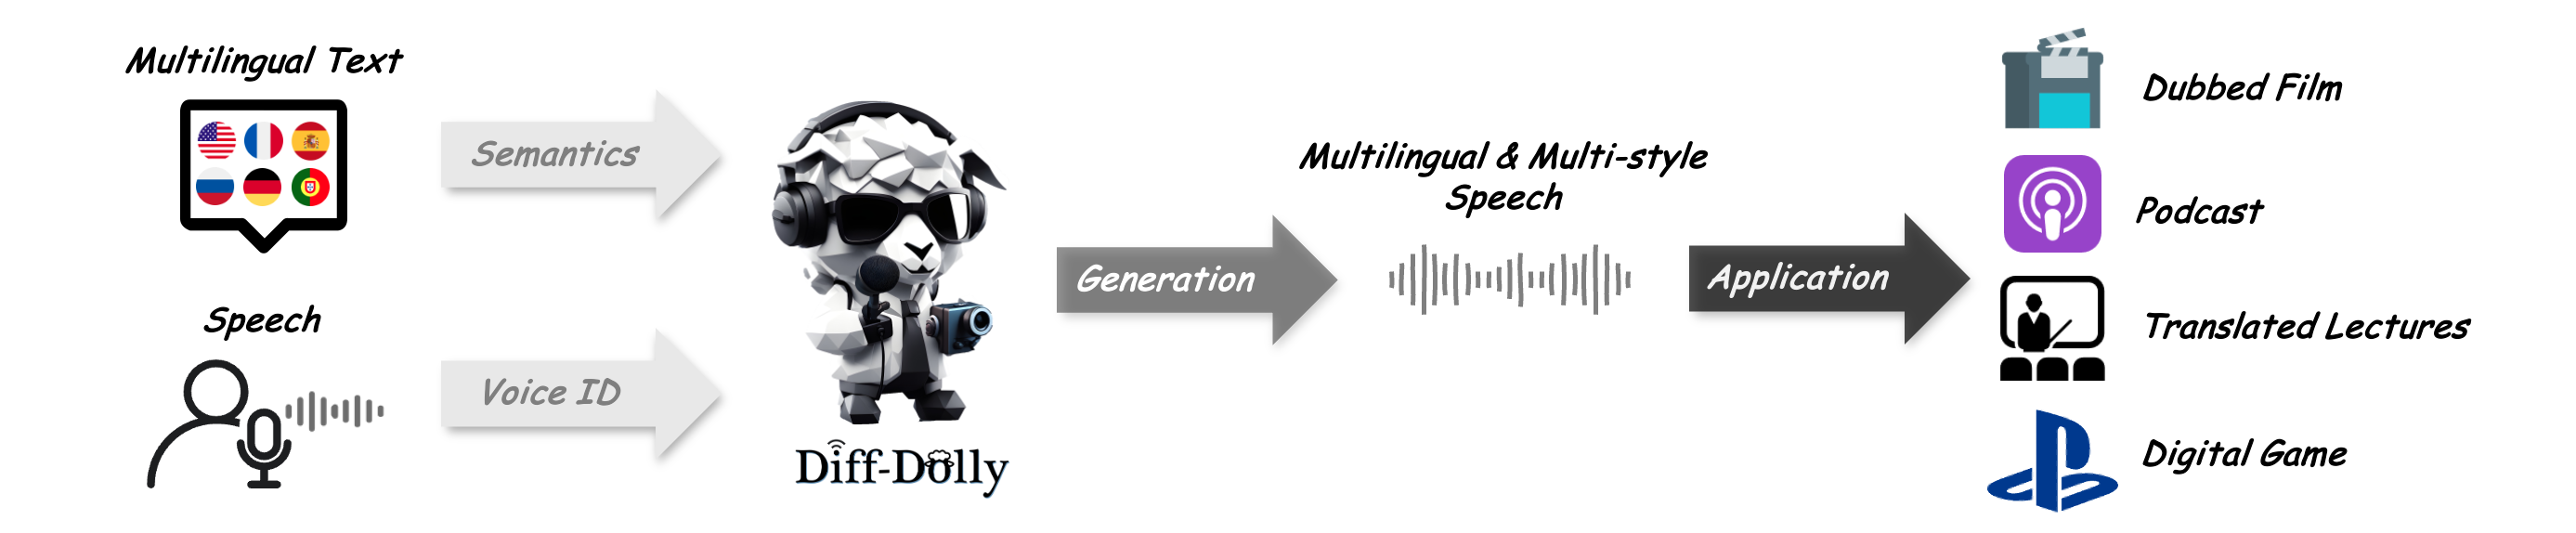 Multilingual Text
Semantics
Speech
Voice ID
Diff-Dolly
Generation
Multilingual & Multi-style
Speech
Application
Dubbed Film
Podcast
Translated Lectures
Digital Game